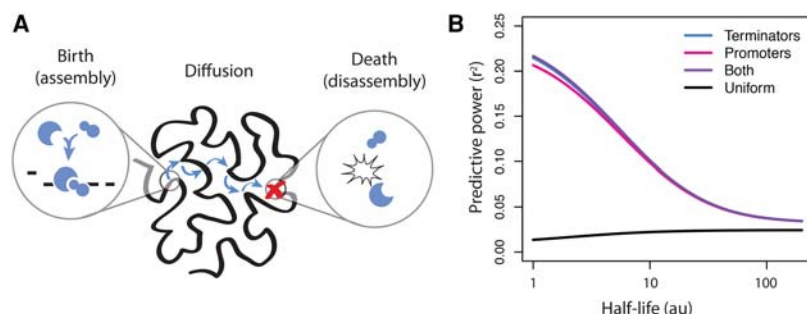 A
Birth
(assembly)
Diffusion
Death
(disassembly)
B
Predictive power (r²)
0.25
0.20
0.15
0.10
0.05
0.00
Terminators
Promoters
Both
Uniform
1
10
100
Half-life (au)